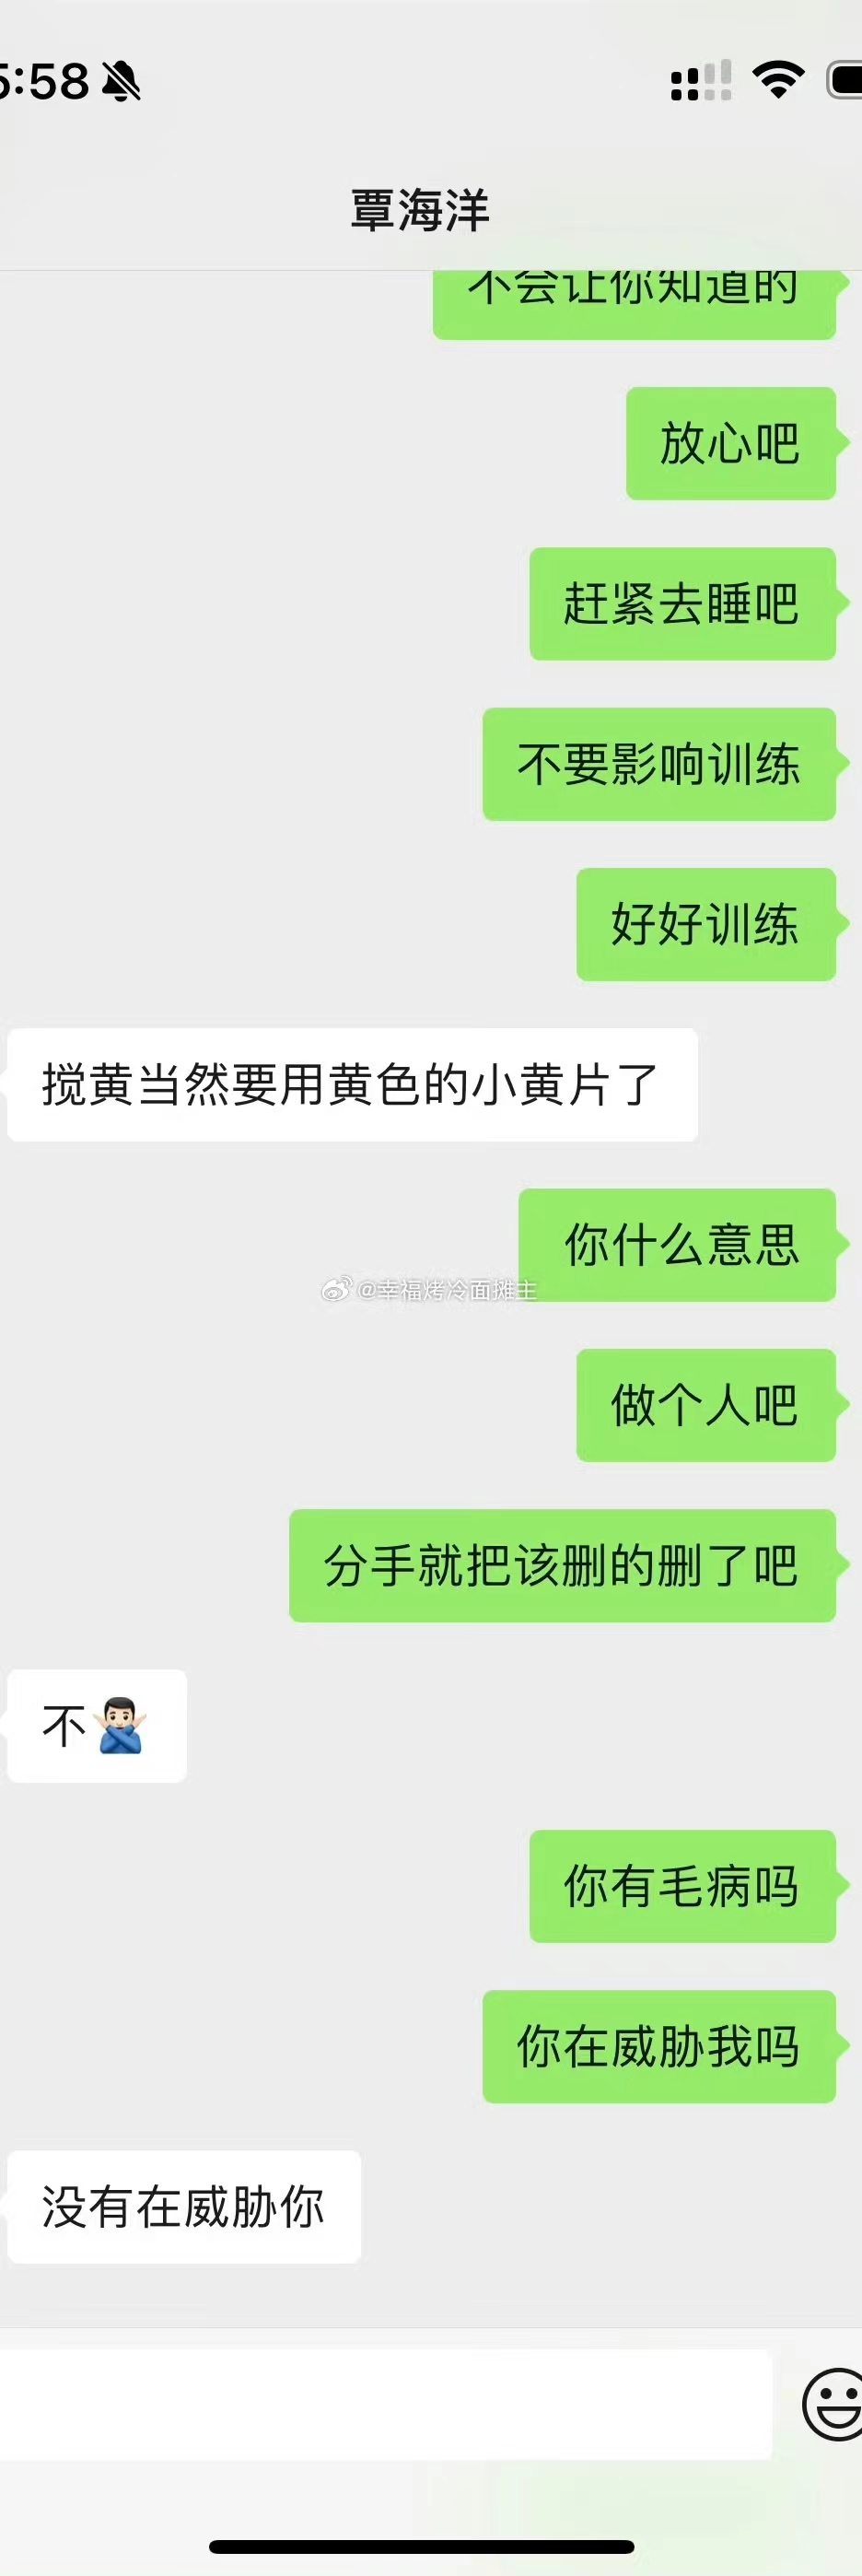 5:58
覃海洋
不会让你知道的
放心吧
赶紧去睡吧
不要影响训练
好好训练
搅黄当然要用黄色的小黄片了
你什么意思
@幸福烤冷面摊主
做个人吧
分手就把该删的删了吧
不🙅🏻‍♂️
你有毛病吗
你在威胁我吗
没有在威胁你